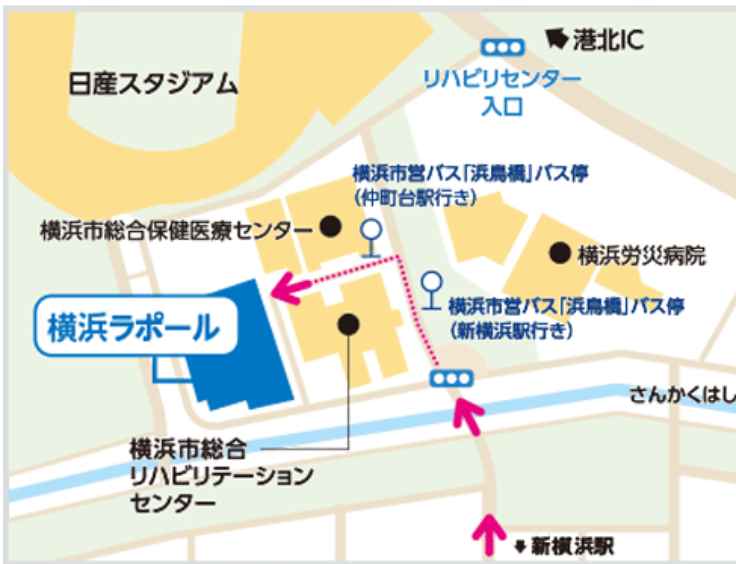 港北IC
日産スタジアム
リハビリセンター
入口
横浜市営バス「浜鳥橋」バス停
(仲町台駅行き)
横浜市総合保健医療センター
横浜労災病院
横浜市営バス「浜鳥橋」バス停
(新横浜駅行き)
横浜ラポール
さんかくはし
横浜市総合
リハビリテーション
センター
新横浜駅